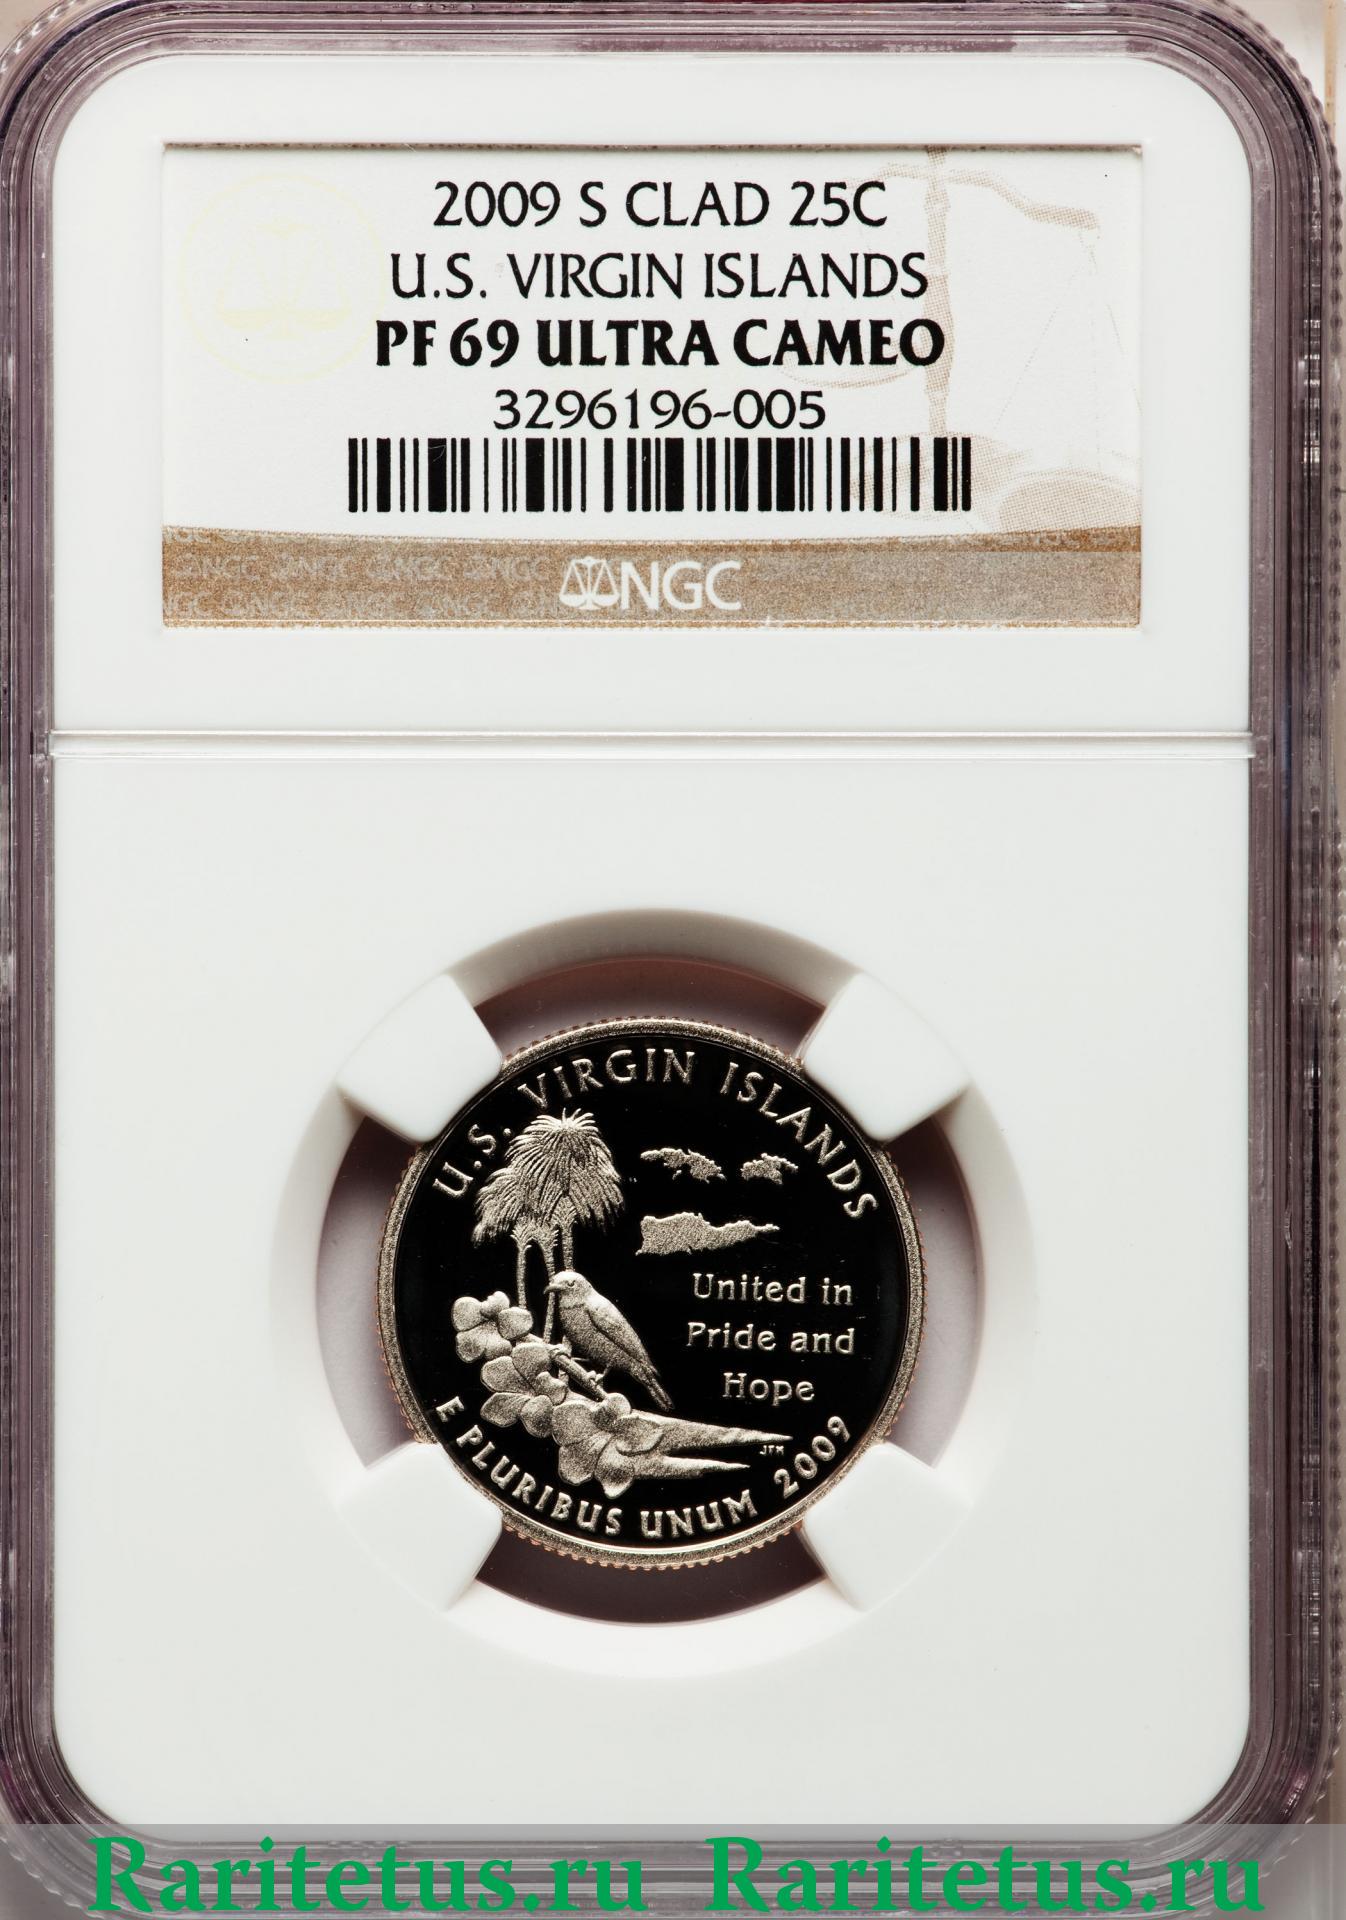 2009 S CLAD 25C
U.S. VIRGIN ISLANDS
PF 69 ULTRA CAMEO
3296196-005
NGC
U.S. VIRGIN ISLANDS
United in
Pride and
Hope
JFM
E PLURIBUS UNUM 2009
Raritetus.ru Raritetus.ru